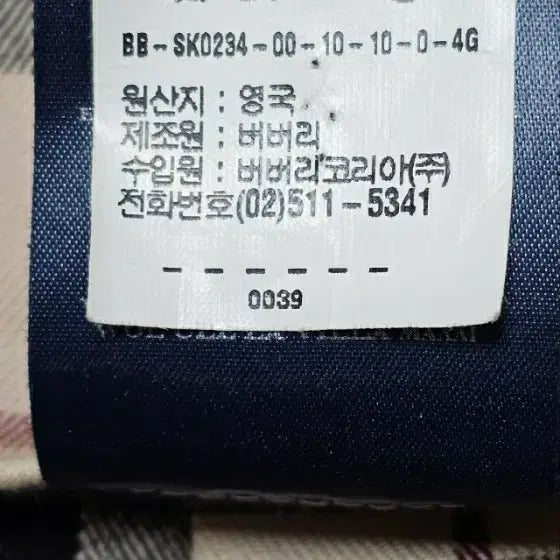 BB-SK0234-00-10-10-0-4G
원산지 : 영국
제조원 : 버버리
수입원 : 버버리코리아(주)
전화번호(02)511-5341
------
0039